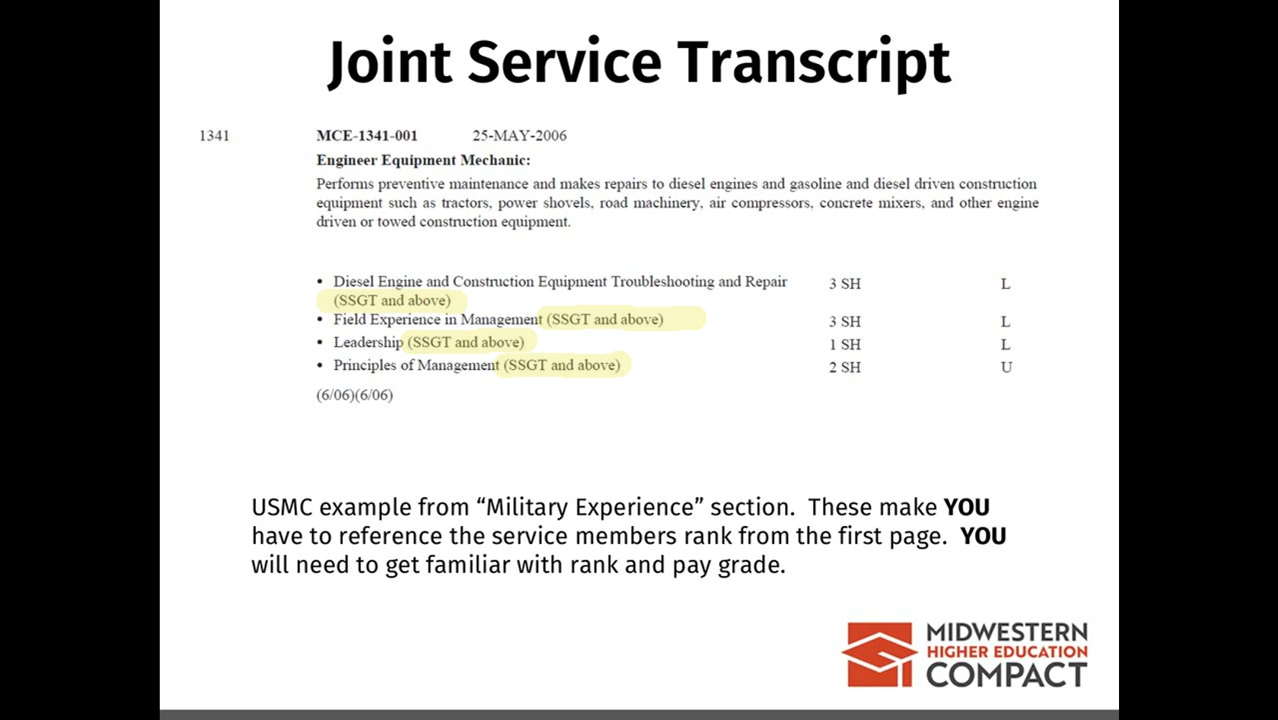 Joint Service Transcript
1341 MCE-1341-001 25-MAY-2006
Engineer Equipment Mechanic:
Performs preventive maintenance and makes repairs to diesel engines and gasoline and diesel driven construction
equipment such as tractors, power shovels, road machinery, air compressors, concrete mixers, and other engine
driven or towed construction equipment.
• Diesel Engine and Construction Equipment Troubleshooting and Repair 3 SH L
(SSGT and above)
• Field Experience in Management (SSGT and above) 3 SH L
• Leadership (SSGT and above) 1 SH L
• Principles of Management (SSGT and above) 2 SH U
(6/06)(6/06)
USMC example from “Military Experience” section. These make YOU
have to reference the service members rank from the first page. YOU
will need to get familiar with rank and pay grade.
MIDWESTERN
HIGHER EDUCATION
COMPACT